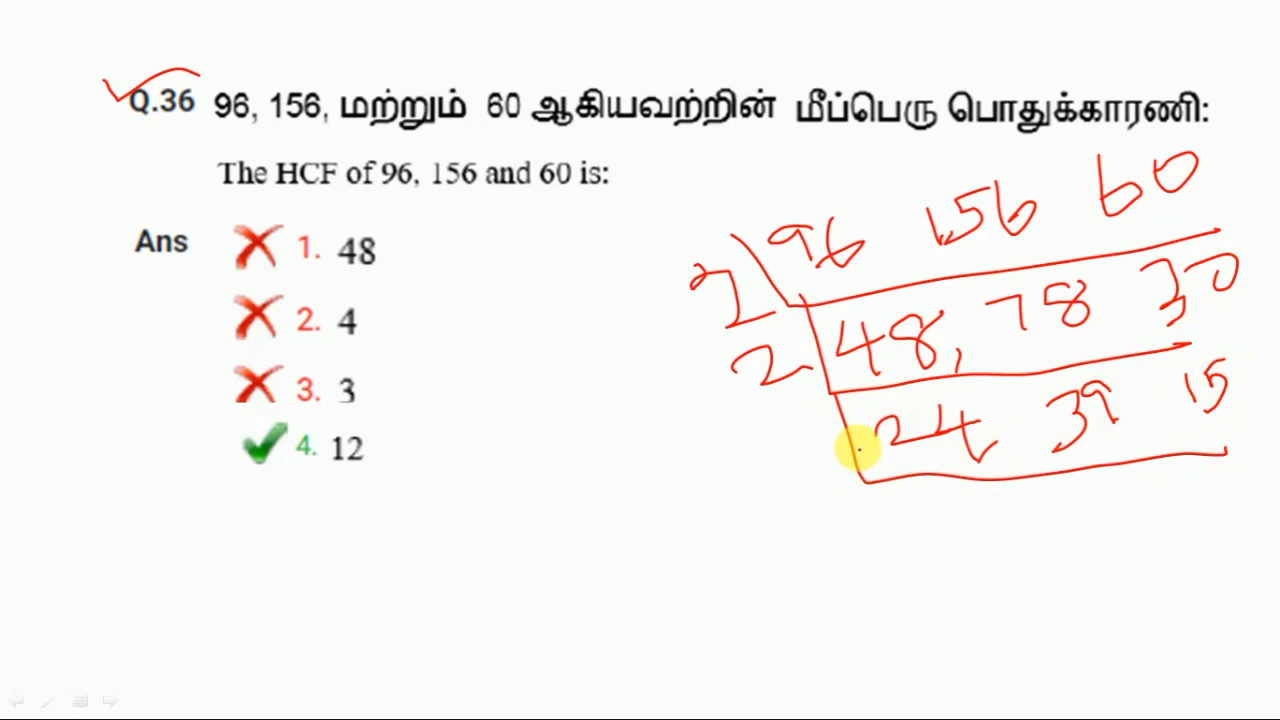 Q.36 96, 156, மற்றும் 60 ஆகியவற்றின் மீப்பெரு பொதுக்காரணி:
The HCF of 96, 156 and 60 is:
Ans 1. 48
2. 4
3. 3
4. 12
96 156 60
2 48, 78 30
2 24 39 15